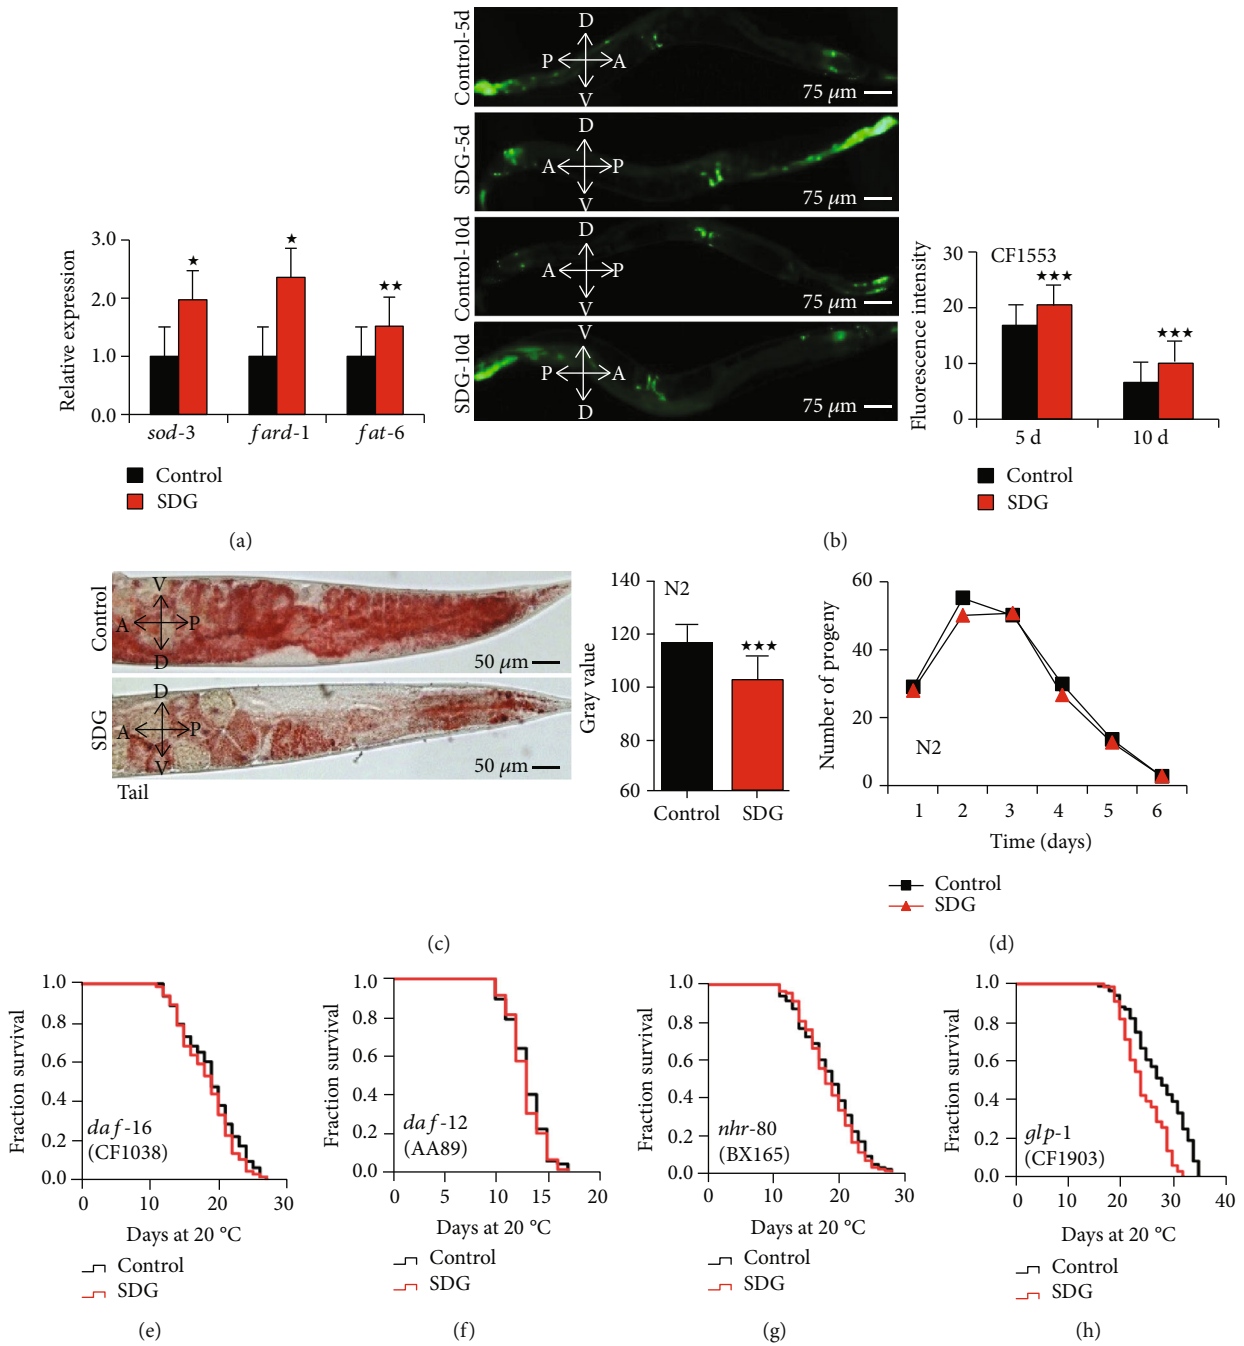 Relative expression
3.0
2.0
1.0
0.0
★
★
★★
sod-3
fard-1
fat-6
Control
SDG
(a)
Control-5d
D
P
A
V
75 μm
SDG-5d
D
A
P
V
75 μm
Control-10d
D
A
P
V
75 μm
SDG-10d
V
P
A
D
75 μm
Fluorescence intensity
30
20
10
0
CF1553
★★★
★★★
5 d
10 d
Control
SDG
(b)
Control
V
A
P
D
50 μm
SDG
D
A
P
V
50 μm
Tail
Gray value
140
120
100
80
60
N2
★★★
Control
SDG
(c)
Number of progeny
60
40
20
0
N2
1 2 3 4 5 6
Time (days)
Control
SDG
(d)
Fraction survival
1.0
0.8
0.6
0.4
0.2
0.0
daf-16
(CF1038)
0 10 20 30
Days at 20 °C
Control
SDG
(e)
Fraction survival
1.0
0.8
0.6
0.4
0.2
0.0
daf-12
(AA89)
0 5 10 15 20
Days at 20 °C
Control
SDG
(f)
Fraction survival
1.0
0.8
0.6
0.4
0.2
0.0
nhr-80
(BX165)
0 10 20 30
Days at 20 °C
Control
SDG
(g)
Fraction survival
1.0
0.8
0.6
0.4
0.2
0.0
glp-1
(CF1903)
0 10 20 30 40
Days at 20 °C
Control
SDG
(h)